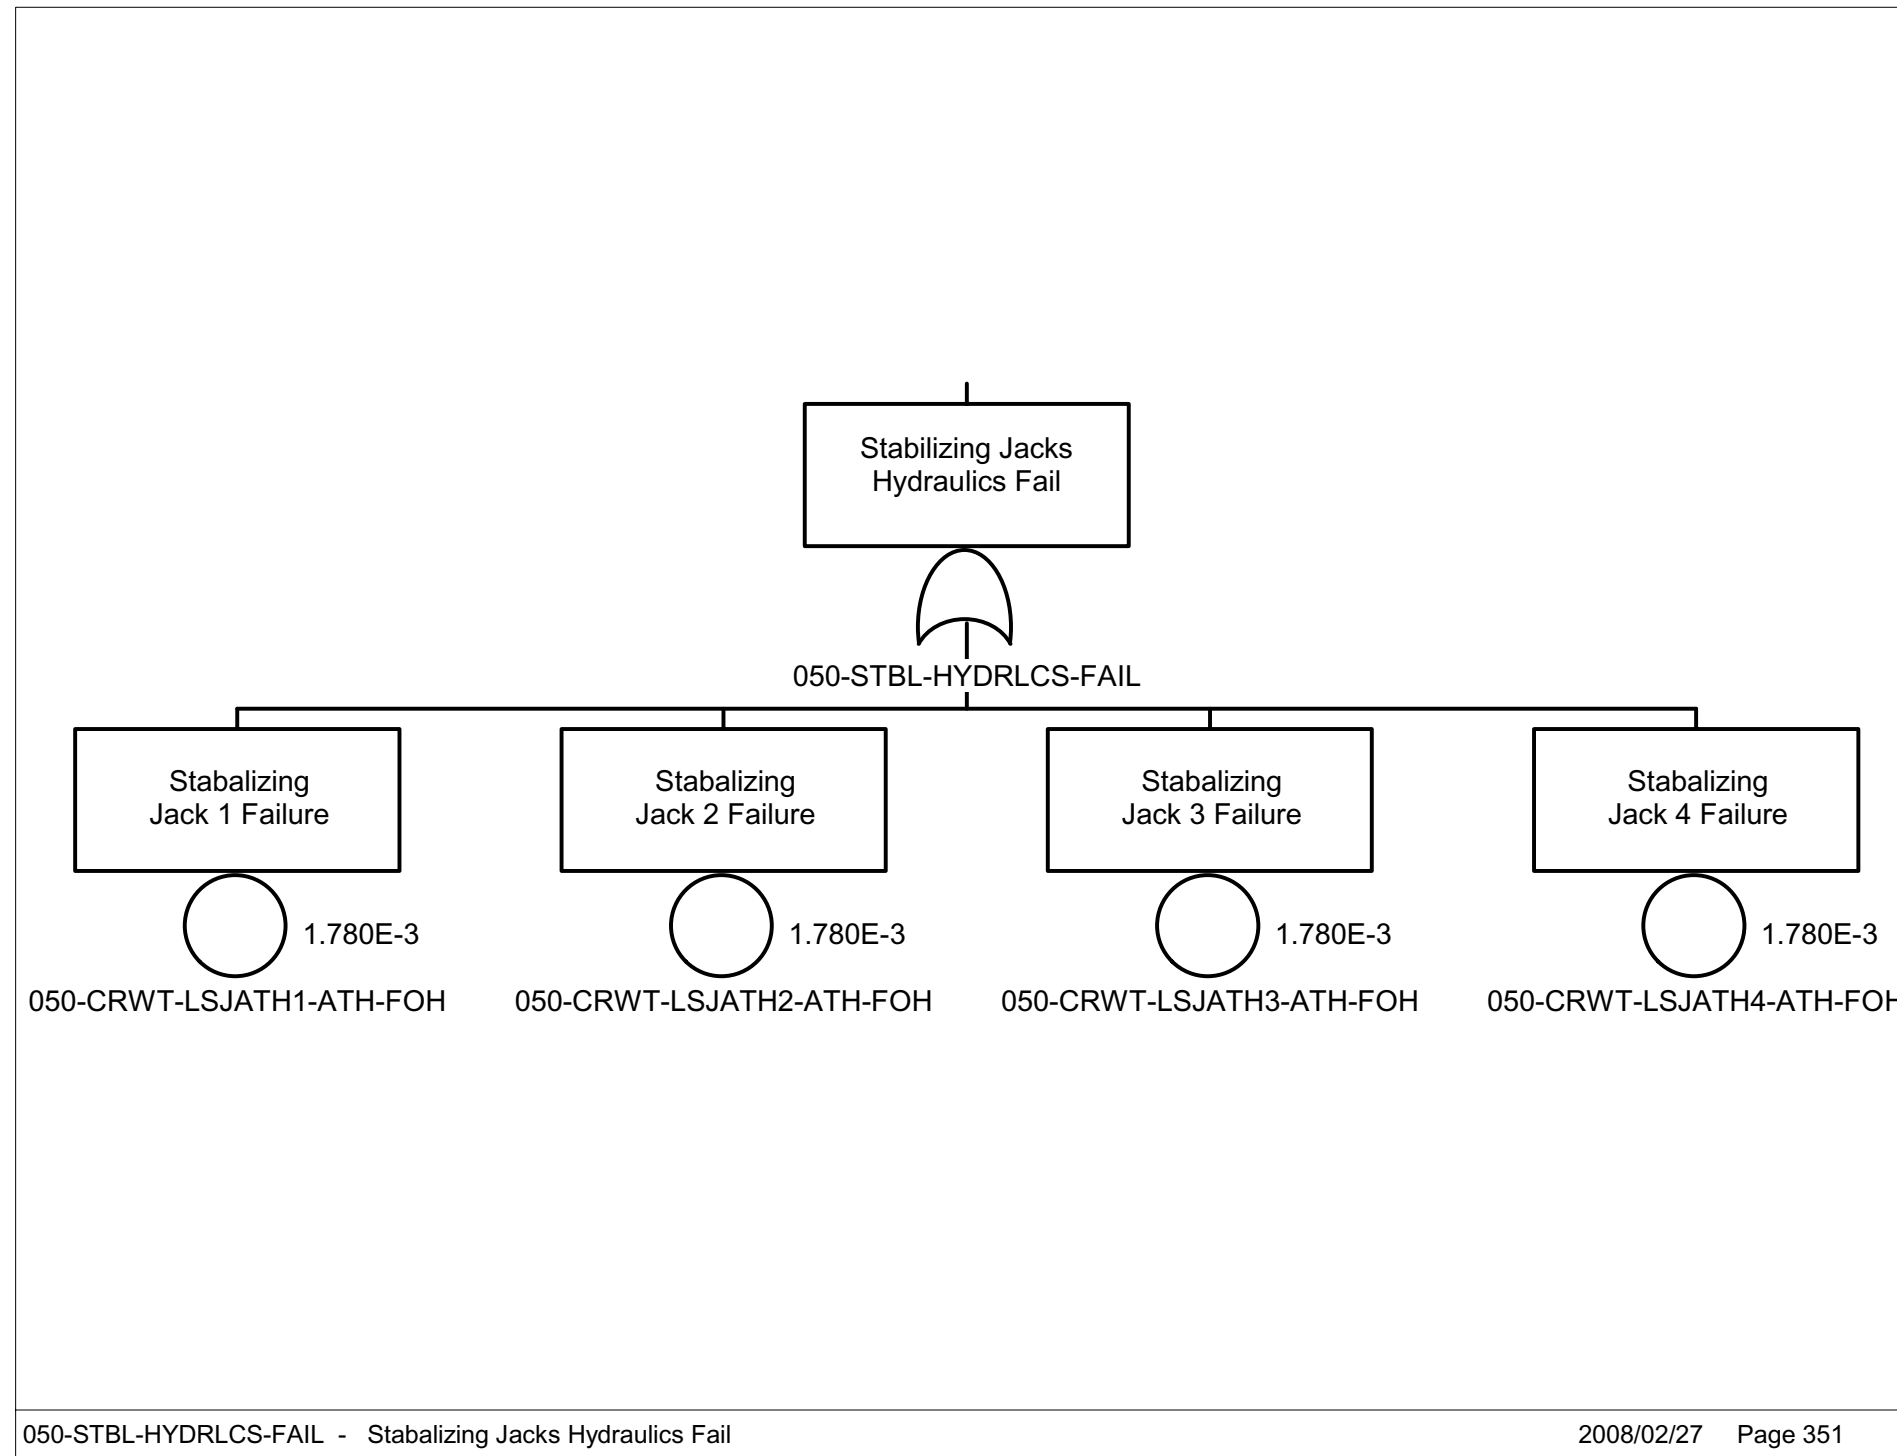 Stabilizing Jacks
Hydraulics Fail
050-STBL-HYDRLCS-FAIL
Stabalizing
Jack 1 Failure
1.780E-3
050-CRWT-LSJATH1-ATH-FOH
Stabalizing
Jack 2 Failure
1.780E-3
050-CRWT-LSJATH2-ATH-FOH
Stabalizing
Jack 3 Failure
1.780E-3
050-CRWT-LSJATH3-ATH-FOH
Stabalizing
Jack 4 Failure
1.780E-3
050-CRWT-LSJATH4-ATH-FOH
050-STBL-HYDRLCS-FAIL - Stabalizing Jacks Hydraulics Fail
2008/02/27 Page 351